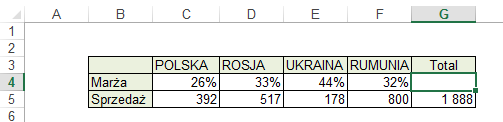 A B C D E F G
1
2
3 POLSKA ROSJA UKRAINA RUMUNIA Total
4 Marża 26% 33% 44% 32%
5 Sprzedaż 392 517 178 800 1 888
6